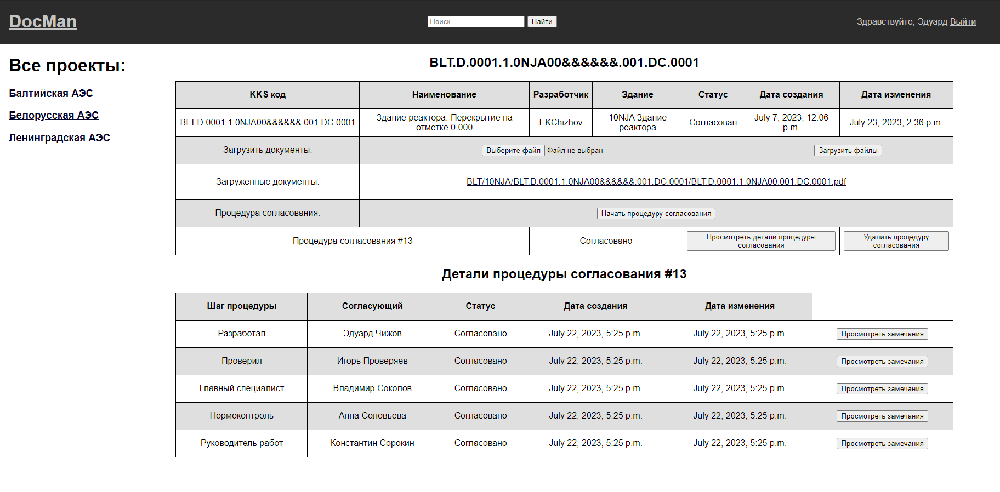 DocMan
Поиск
Найти
Здравствуйте, Эдуард Выйти
Все проекты:
Балтийская АЭС
Белорусская АЭС
Ленинградская АЭС
BLT.D.0001.1.0NJA00&&&&&&.001.DC.0001
KKS код
Наименование
Разработчик
Здание
Статус
Дата создания
Дата изменения
BLT.D.0001.1.0NJA00&&&&&&.001.DC.0001
Здание реактора. Перекрытие на
отметке 0.000
EKChizhov
10NJA Здание
реактора
Согласован
July 7, 2023, 12:06
p.m.
July 23, 2023, 2:36 p.m.
Загрузить документы:
Выберите файл Файл не выбран
Загрузить файлы
Загруженные документы:
BLT/10NJA/BLT.D.0001.1.0NJA00&&&&&&.001.DC.0001/BLT.D.0001.1.0NJA00.001.DC.0001.pdf
Процедура согласования:
Начать процедуру согласования
Процедура согласования #13
Согласовано
Просмотреть детали процедуры
согласования
Удалить процедуру
согласования
Детали процедуры согласования #13
Шаг процедуры
Согласующий
Статус
Дата создания
Дата изменения
Разработал
Эдуард Чижов
Согласовано
July 22, 2023, 5:25 p.m.
July 22, 2023, 5:25 p.m.
Просмотреть замечания
Проверил
Игорь Проверяев
Согласовано
July 22, 2023, 5:25 p.m.
July 22, 2023, 5:25 p.m.
Просмотреть замечания
Главный специалист
Владимир Соколов
Согласовано
July 22, 2023, 5:25 p.m.
July 22, 2023, 5:25 p.m.
Просмотреть замечания
Нормоконтроль
Анна Соловьёва
Согласовано
July 22, 2023, 5:25 p.m.
July 22, 2023, 5:25 p.m.
Просмотреть замечания
Руководитель работ
Константин Сорокин
Согласовано
July 22, 2023, 5:25 p.m.
July 22, 2023, 5:25 p.m.
Просмотреть замечания